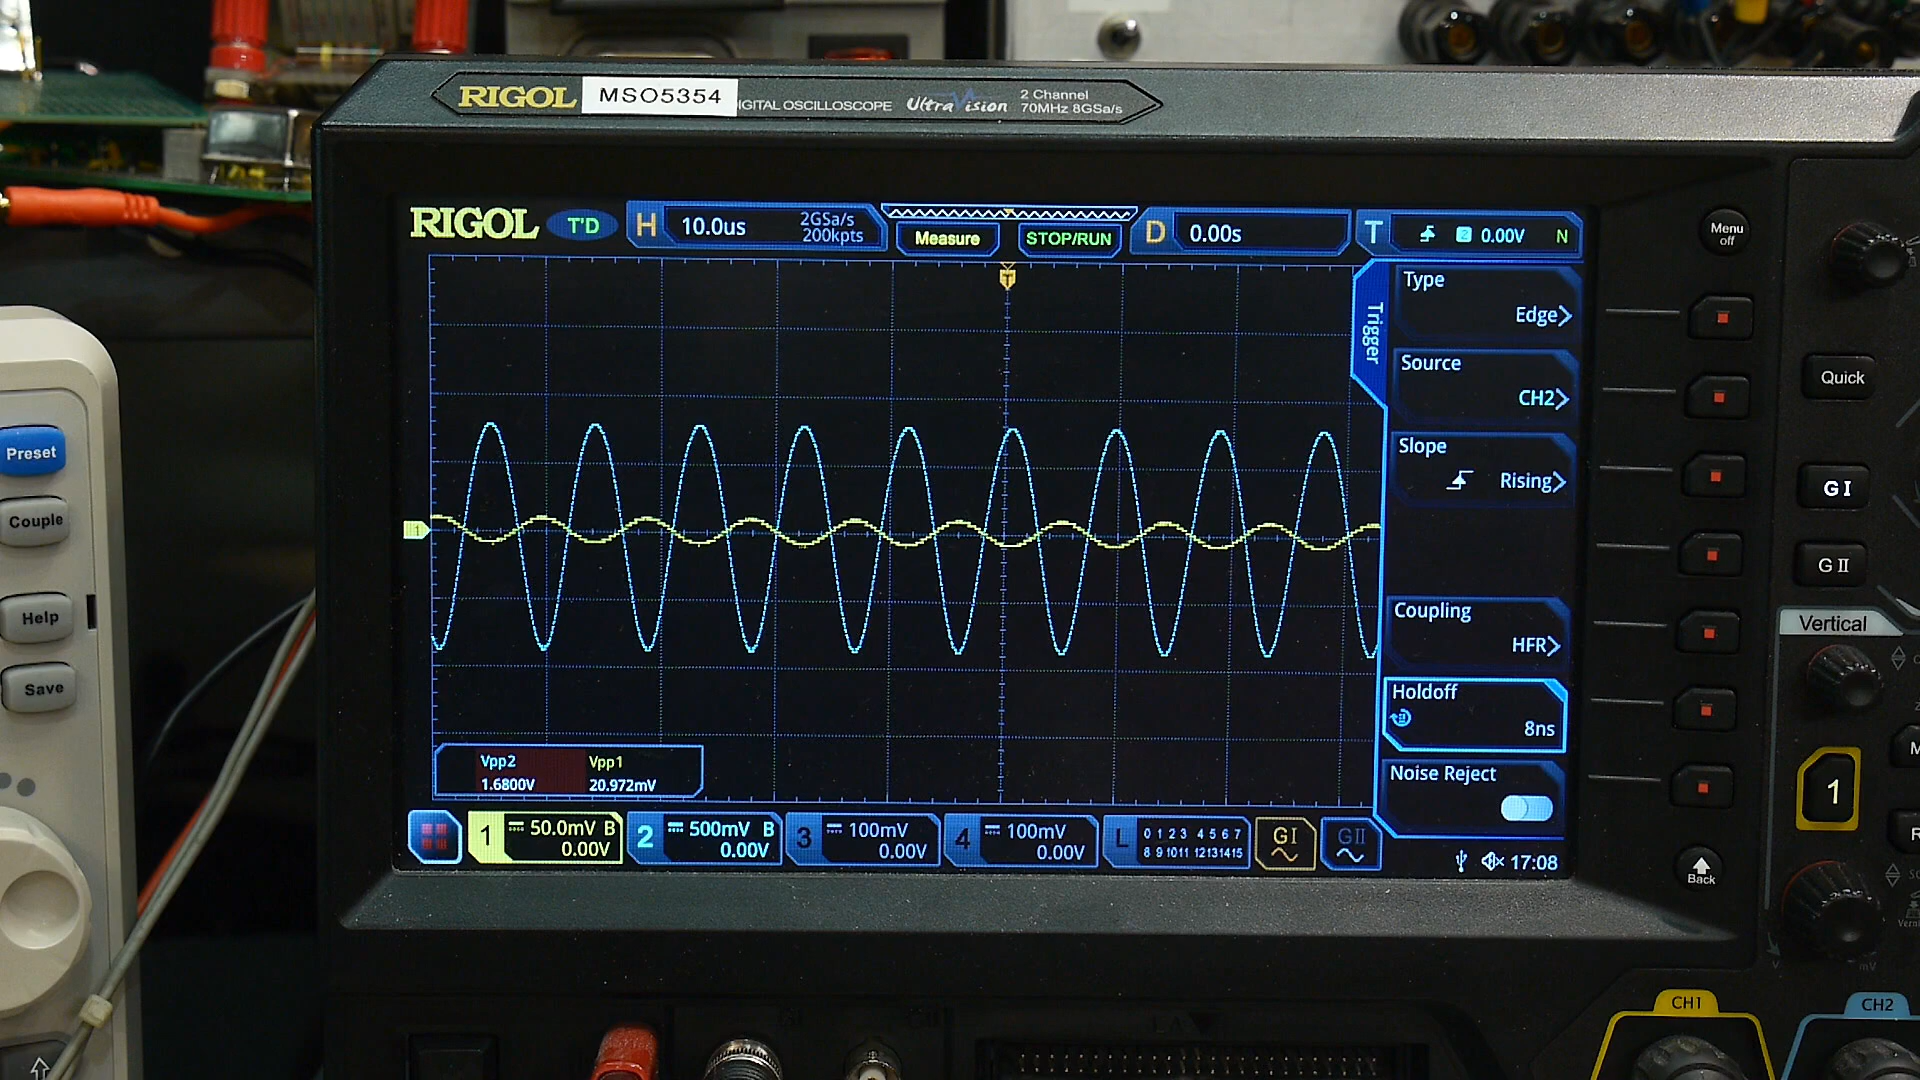 RIGOL MSO5354 IGITAL OSCILLOSCOPE UltraVision 2 Channel
70MHz 8GSa/s
RIGOL T'D H 10.0us 2GSa/s
200kpts
Measure STOP/RUN D 0.00s T 2 0.00V N
T
Menu
off
Trigger
Type
Edge
Source
CH2
Slope
Rising
Coupling
HFR
Holdoff
8ns
Noise Reject
1
Vpp2 Vpp1
1.6800V 20.972mV
1 50.0mV B
0.00V
2 500mV B
0.00V
3 100mV
0.00V
4 100mV
0.00V
L 0 1 2 3 4 5 6 7
8 9 10 11 12 13 14 15
GI
GII
17:08
Back
Quick
G I
G II
Vertical
1
CH1
CH2
mV
Preset
Couple
Help
Save